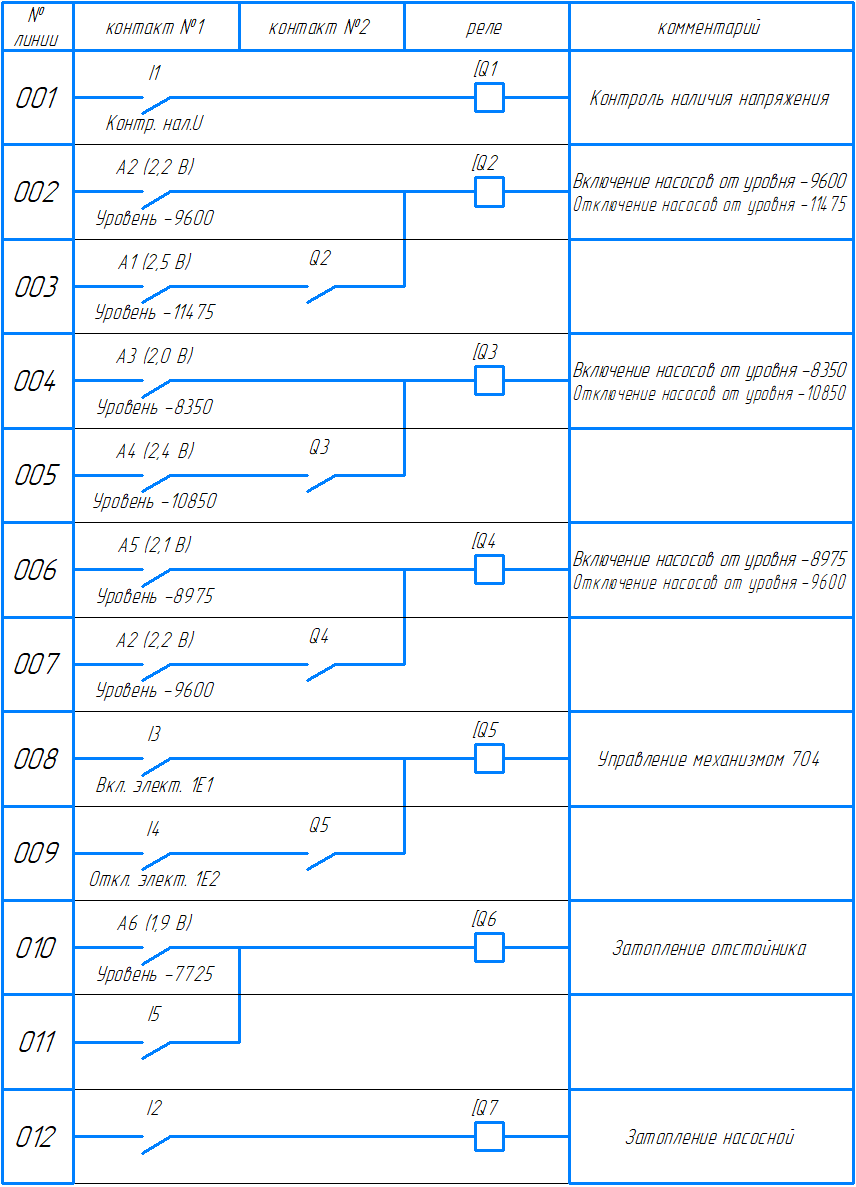 № линии
контакт №1
контакт №2
реле
комментарий
001
I1
[Q1
Контр. нал.U
Контроль наличия напряжения
002
A2 (2,2 В)
[Q2
Уровень -9600
Включение насосов от уровня -9600
Отключение насосов от уровня -11475
003
A1 (2,5 В)
Q2
Уровень -11475
004
A3 (2,0 В)
[Q3
Уровень -8350
Включение насосов от уровня -8350
Отключение насосов от уровня -10850
005
A4 (2,4 В)
Q3
Уровень -10850
006
A5 (2,1 В)
[Q4
Уровень -8975
Включение насосов от уровня -8975
Отключение насосов от уровня -9600
007
A2 (2,2 В)
Q4
Уровень -9600
008
I3
[Q5
Вкл. элект. 1Е1
Управление механизмом 704
009
I4
Q5
Откл. элект. 1Е2
010
A6 (1,9 В)
[Q6
Уровень -7725
Затопление отстойника
011
I5
012
I2
[Q7
Затопление насосной